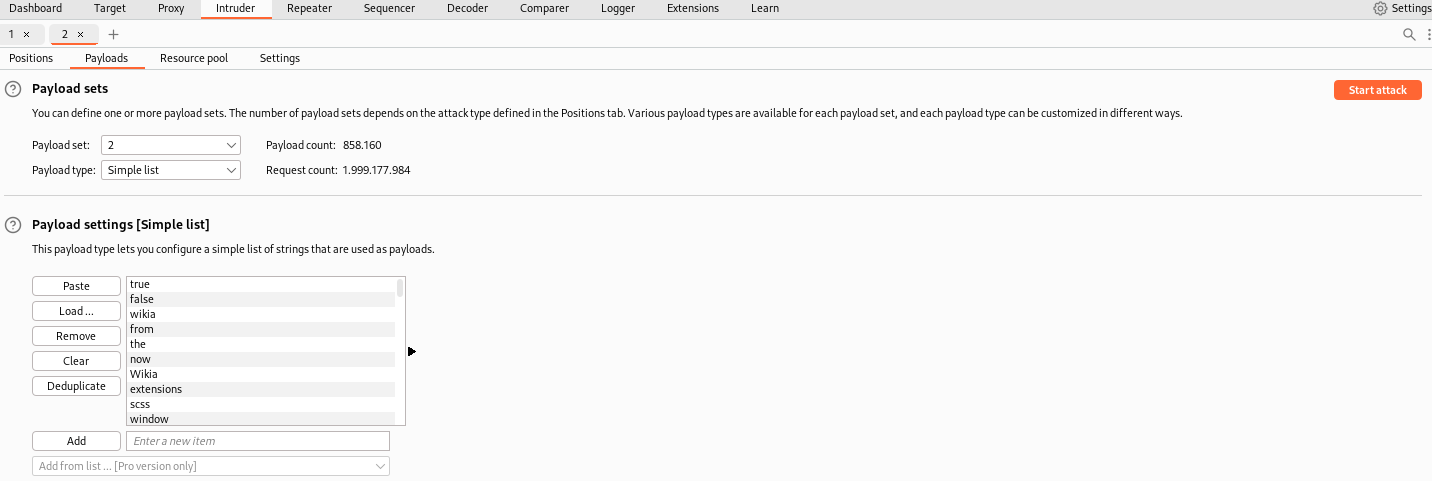 Dashboard Target Proxy Intruder Repeater Sequencer Decoder Comparer Logger Extensions Learn Settings
1 × 2 × +
Positions Payloads Resource pool Settings
? Payload sets Start attack
You can define one or more payload sets. The number of payload sets depends on the attack type defined in the Positions tab. Various payload types are available for each payload set, and each payload type can be customized in different ways.
Payload set: 2 Payload count: 858.160
Payload type: Simple list Request count: 1.999.177.984
? Payload settings [Simple list]
This payload type lets you configure a simple list of strings that are used as payloads.
Paste
Load ...
Remove
Clear
Deduplicate
true
false
wikia
from
the
now
Wikia
extensions
scss
window
Add Enter a new item
Add from list ... [Pro version only]